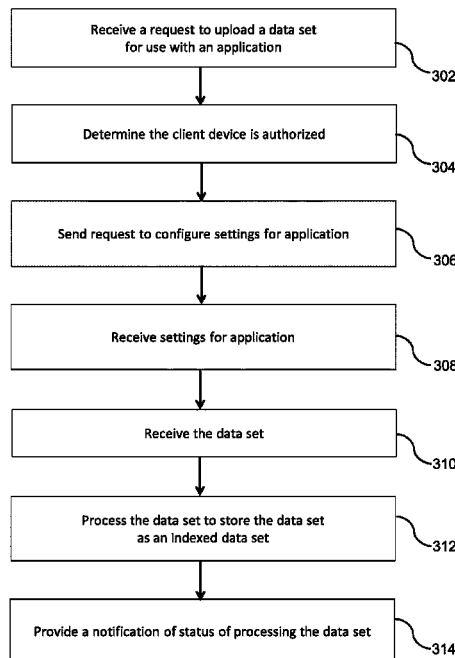 Receive a request to upload a data set
for use with an application
302
Determine the client device is authorized
304
Send request to configure settings for application
306
Receive settings for application
308
Receive the data set
310
Process the data set to store the data set
as an indexed data set
312
Provide a notification of status of processing the data set
314